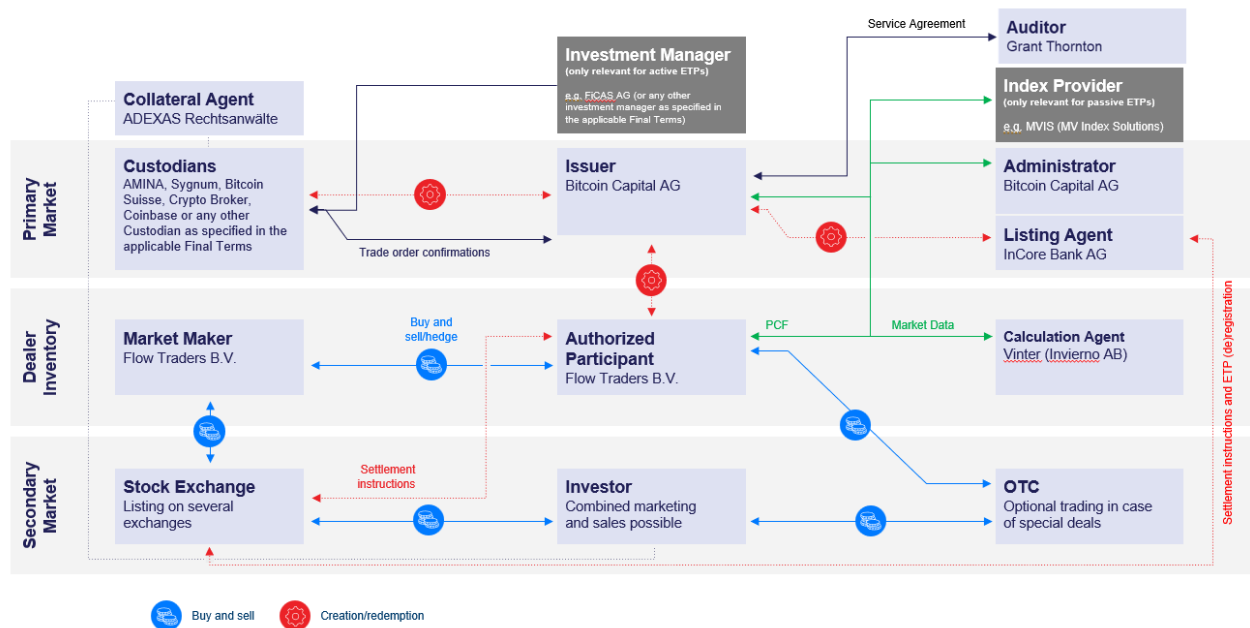 Service Agreement
Auditor
Grant Thornton
Investment Manager
(only relevant for active ETPs)
e.g. FiCAS AG (or any other
investment manager as specified in
the applicable Final Terms)
Index Provider
(only relevant for passive ETPs)
e.g. MVIS (MV Index Solutions)
Collateral Agent
ADEXAS Rechtsanwälte
Primary
Market
Custodians
AMINA, Sygnum, Bitcoin
Suisse, Crypto Broker,
Coinbase or any other
Custodian as specified in the
applicable Final Terms
Issuer
Bitcoin Capital AG
Administrator
Bitcoin Capital AG
Trade order confirmations
Listing Agent
InCore Bank AG
Dealer
Inventory
Market Maker
Flow Traders B.V.
Buy and
sell/hedge
Authorized
Participant
Flow Traders B.V.
PCF
Market Data
Calculation Agent
Vinter (Invierno AB)
Settlement instructions and ETP (de)registration
Secondary
Market
Stock Exchange
Listing on several
exchanges
Settlement
instructions
Investor
Combined marketing
and sales possible
OTC
Optional trading in case
of special deals
Buy and sell
Creation/redemption